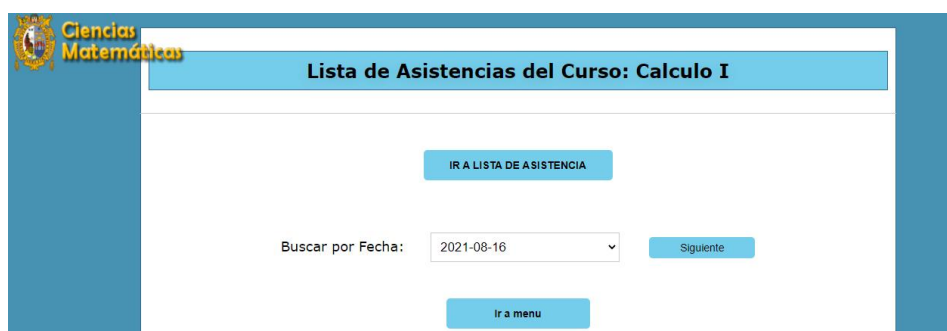 Ciencias
Matemáticas
Lista de Asistencias del Curso: Calculo I
IR A LISTA DE ASISTENCIA
Buscar por Fecha: 2021-08-16 Siguiente
Ir a menu